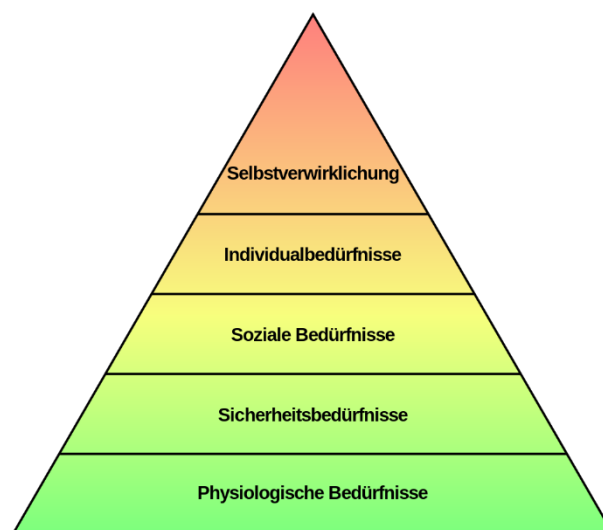 Selbstverwirklichung
Individualbedürfnisse
Soziale Bedürfnisse
Sicherheitsbedürfnisse
Physiologische Bedürfnisse